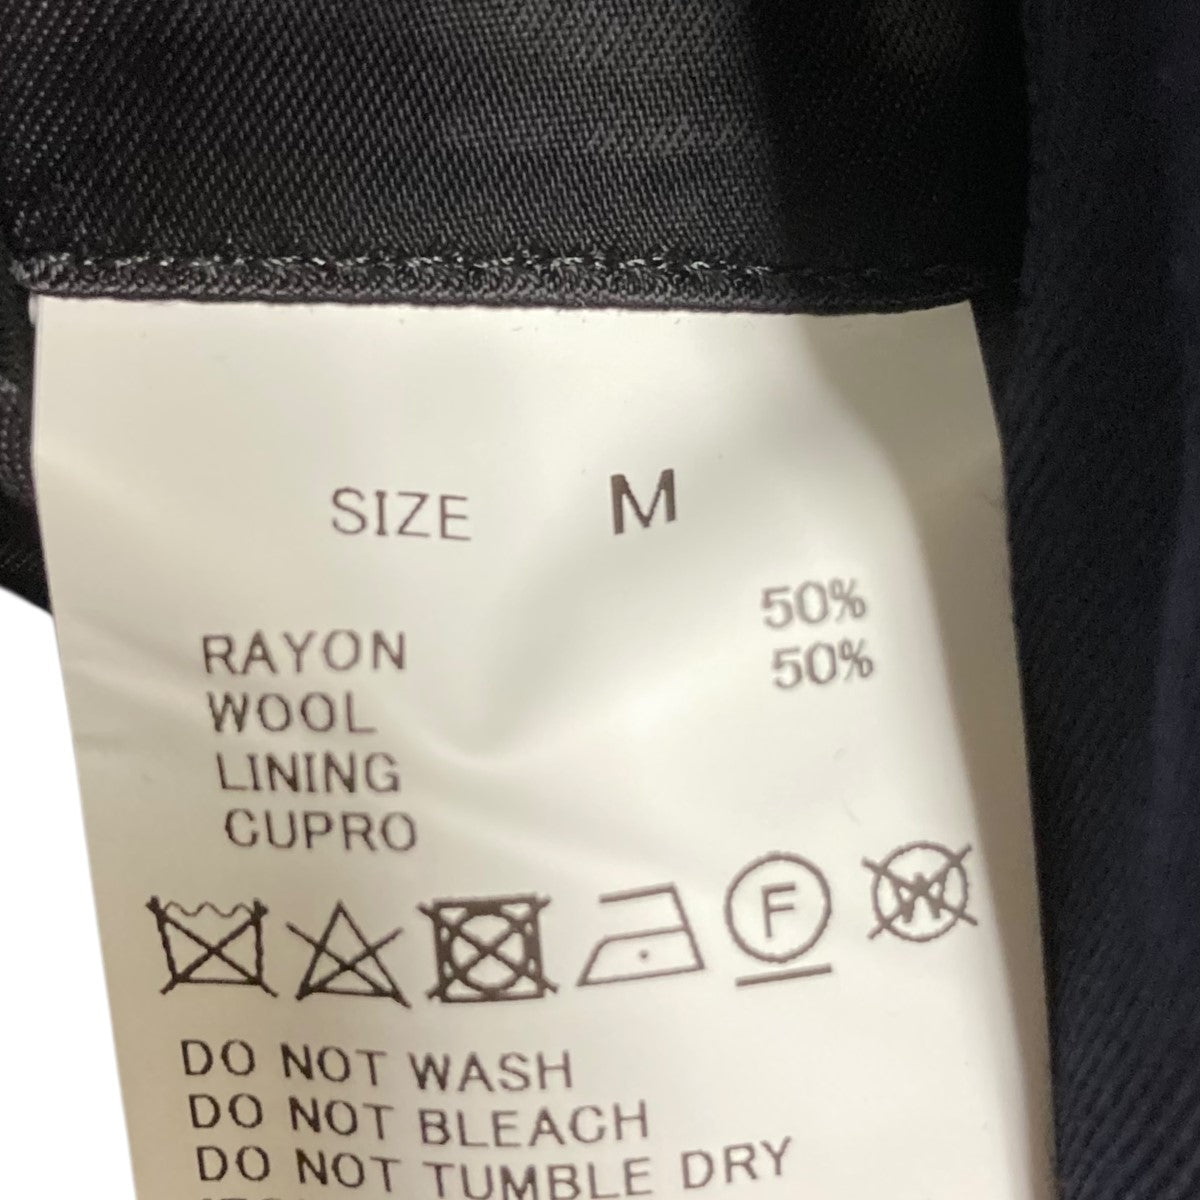 SIZE M
RAYON 50%
WOOL 50%
LINING
CUPRO
F W
DO NOT WASH
DO NOT BLEACH
DO NOT TUMBLE DRY